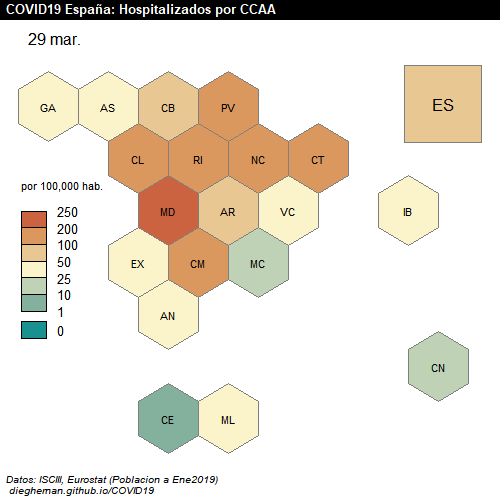 COVID19 España: Hospitalizados por CCAA
29 mar.
GA AS CB PV ES
CL RI NC CT
por 100,000 hab.
MD AR VC IB
250
200
100
50
25
10
1
0
EX CM MC
AN
CN
CE ML
Datos: ISCIII, Eurostat (Poblacion a Ene2019)
diegheman.github.io/COVID19